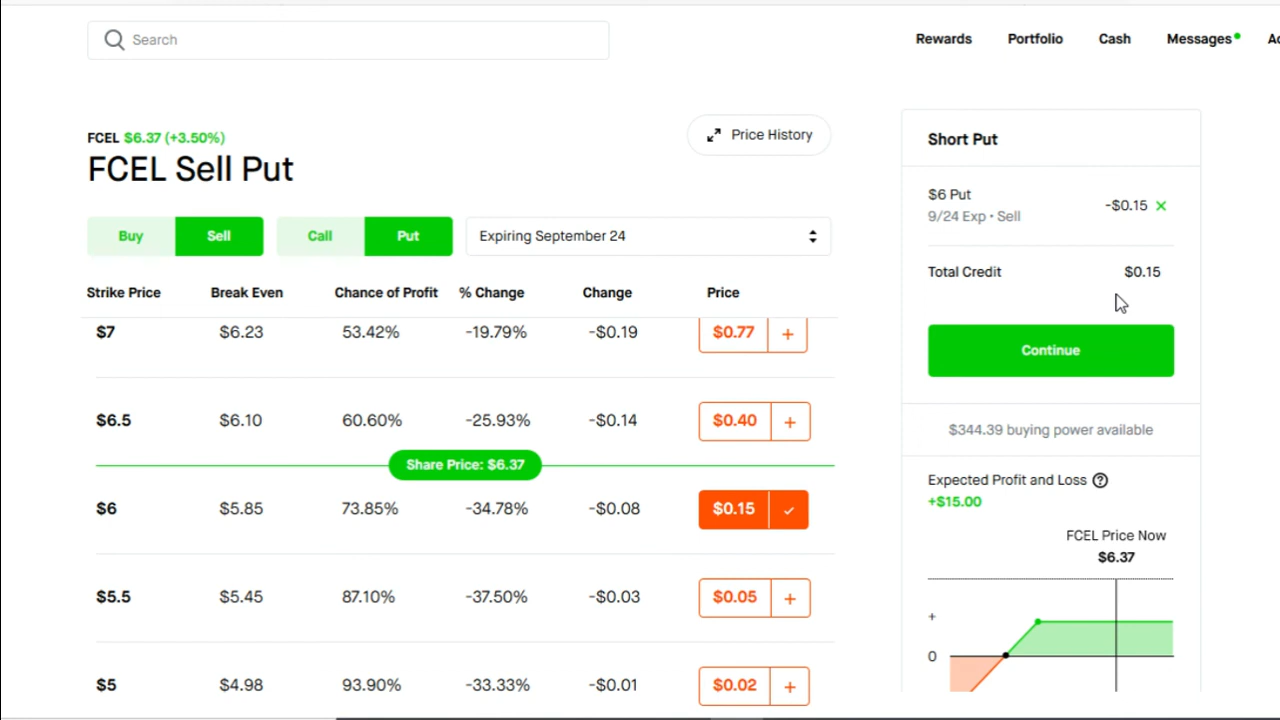 Search
Rewards Portfolio Cash Messages
FCEL $6.37 (+3.50%)
FCEL Sell Put
Price History
Buy Sell Call Put Expiring September 24
Strike Price Break Even Chance of Profit % Change Change Price
$7 $6.23 53.42% -19.79% -$0.19 $0.77 +
$6.5 $6.10 60.60% -25.93% -$0.14 $0.40 +
Share Price: $6.37
$6 $5.85 73.85% -34.78% -$0.08 $0.15
$5.5 $5.45 87.10% -37.50% -$0.03 $0.05 +
$5 $4.98 93.90% -33.33% -$0.01 $0.02 +
Short Put
$6 Put
9/24 Exp • Sell
-$0.15 ×
Total Credit $0.15
Continue
$344.39 buying power available
Expected Profit and Loss ?
+$15.00
FCEL Price Now
$6.37
+
0